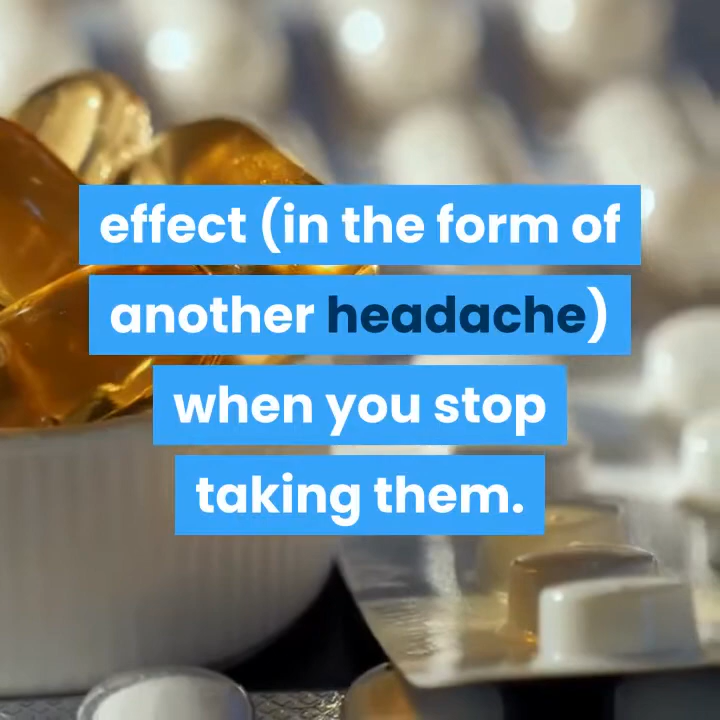 effect (in the form of
another headache)
when you stop
taking them.